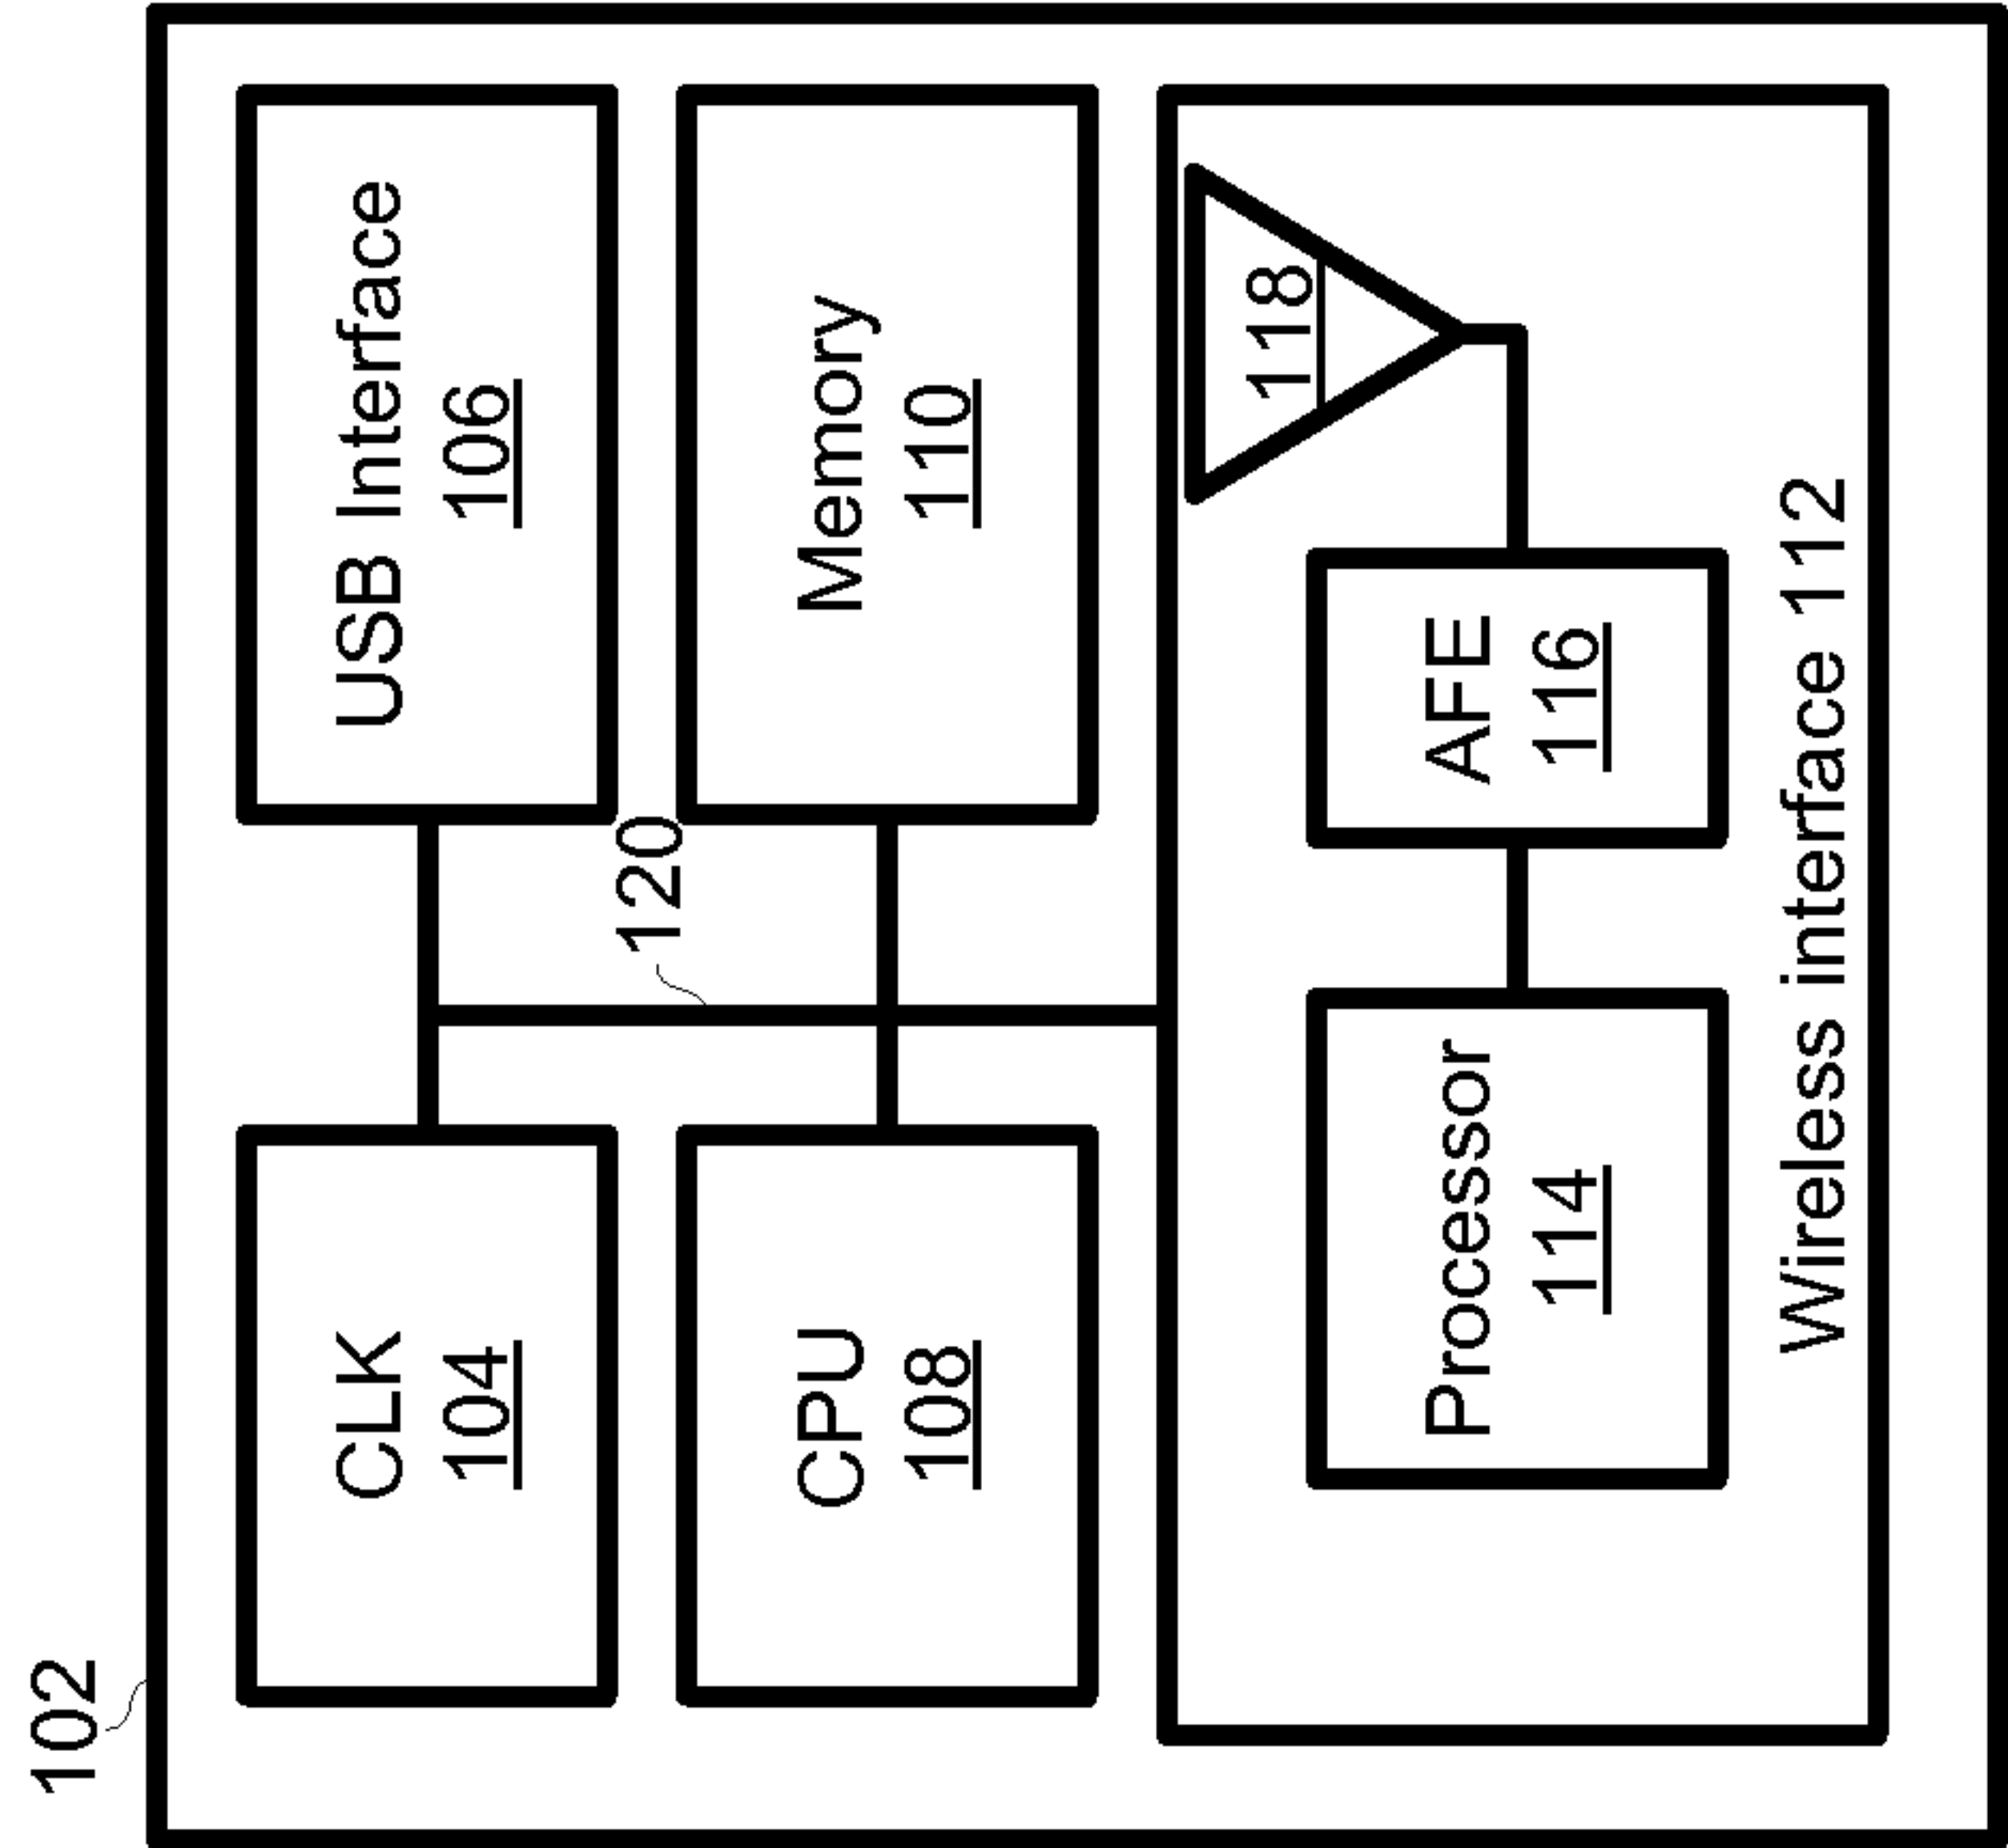 102
CLK
104
USB Interface
106
120
CPU
108
Memory
110
118
Processor
114
AFE
116
Wireless interface 112